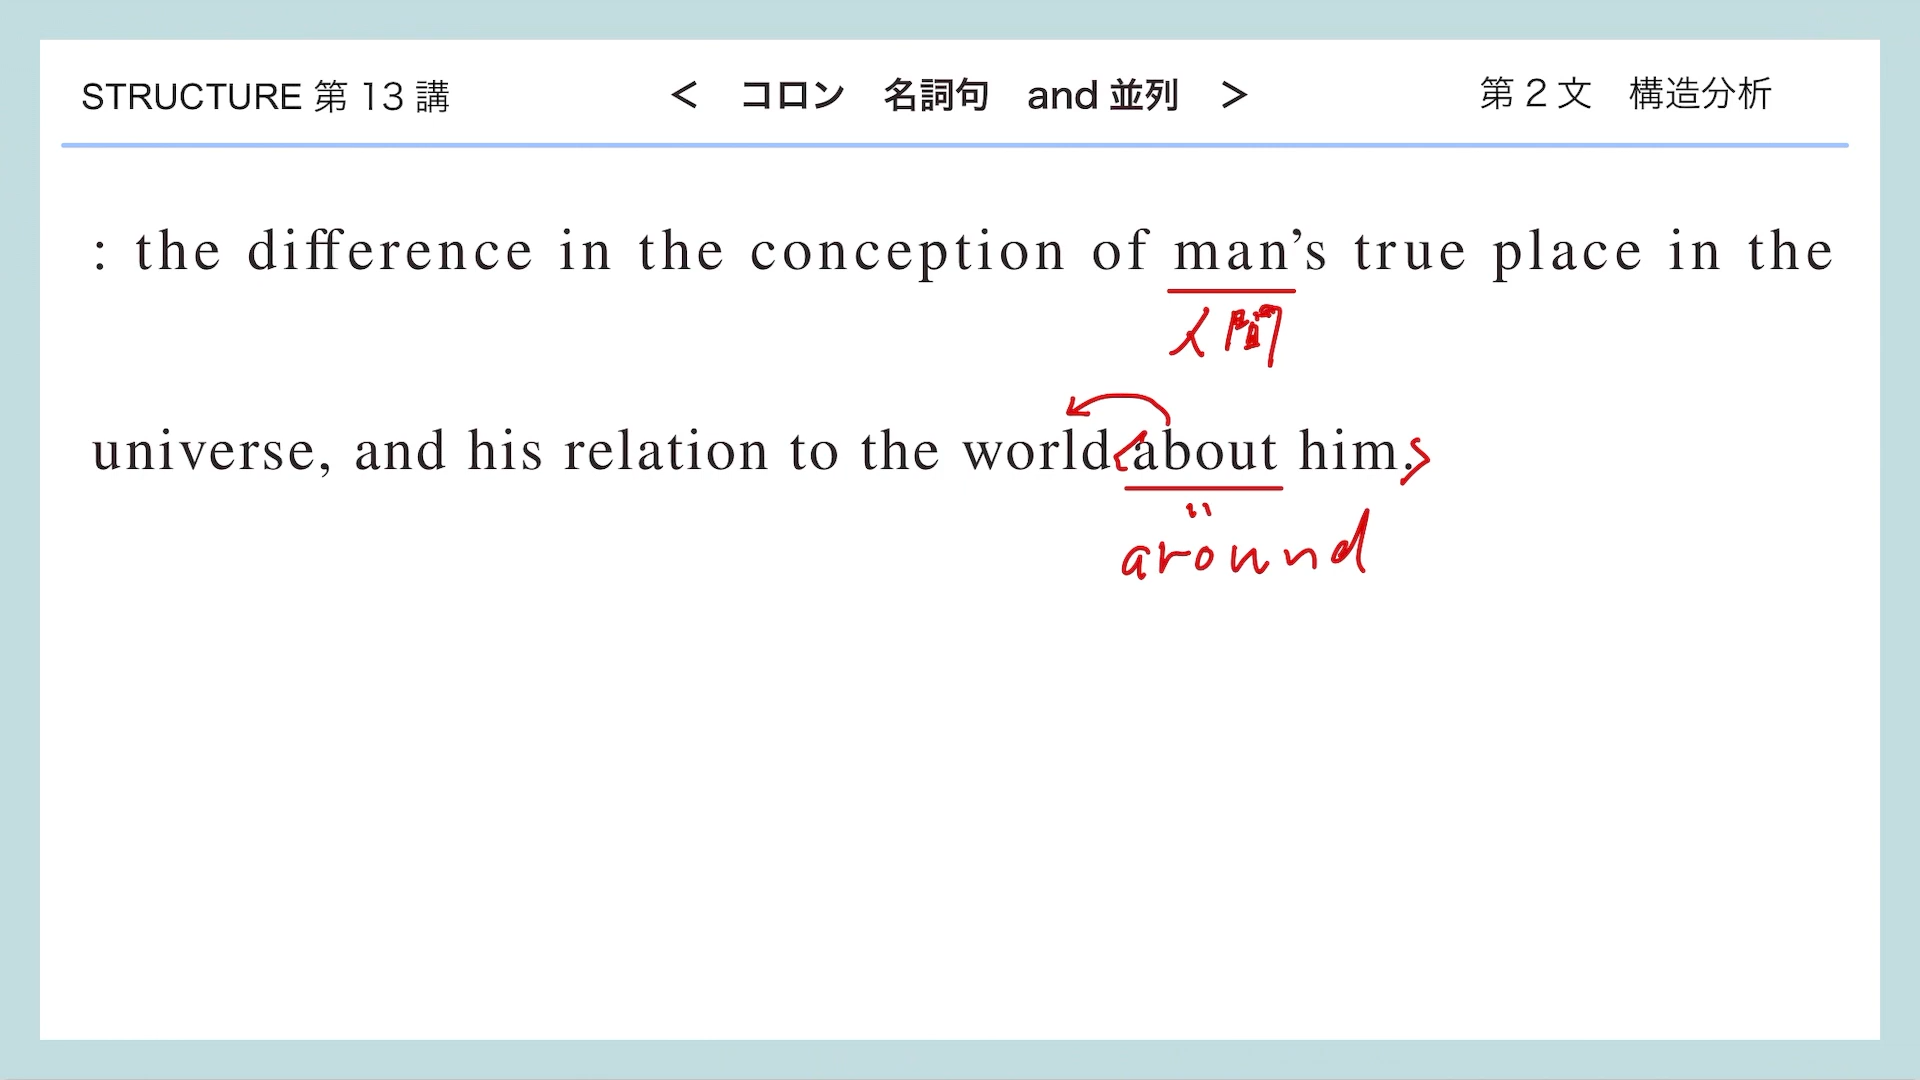 STRUCTURE 第 13 講 < コロン 名詞句 and 並列 > 第 2 文 構造分析
: the difference in the conception of man’s true place in the
人間
universe, and his relation to the world <about him.>
around